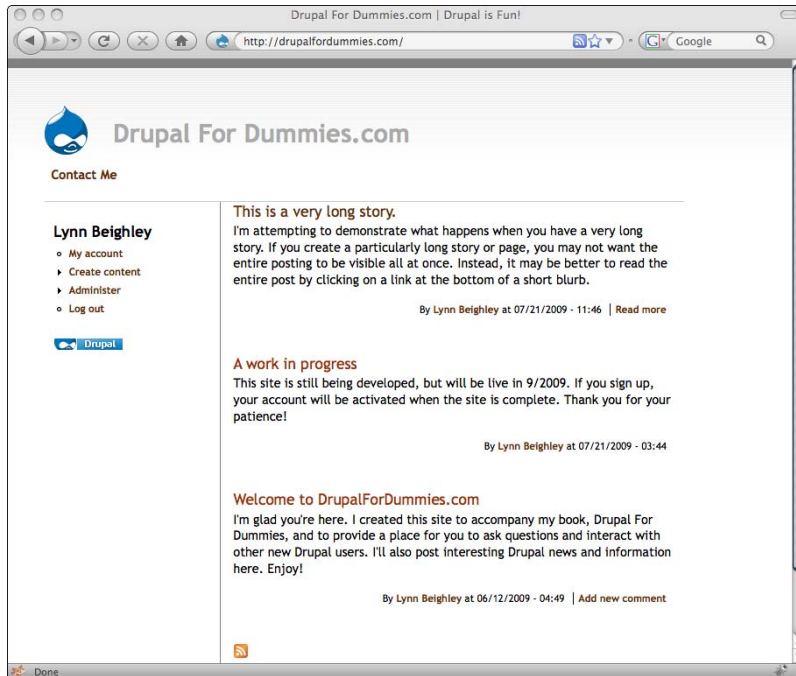 Drupal For Dummies.com | Drupal is Fun!
http://drupalfordummies.com/
Google
Drupal For Dummies.com
Contact Me
Lynn Beighley
My account
Create content
Administer
Log out
Drupal
This is a very long story.
I'm attempting to demonstrate what happens when you have a very long
story. If you create a particularly long story or page, you may not want the
entire posting to be visible all at once. Instead, it may be better to read the
entire post by clicking on a link at the bottom of a short blurb.
By Lynn Beighley at 07/21/2009 - 11:46 | Read more
A work in progress
This site is still being developed, but will be live in 9/2009. If you sign up,
your account will be activated when the site is complete. Thank you for your
patience!
By Lynn Beighley at 07/21/2009 - 03:44
Welcome to DrupalForDummies.com
I'm glad you're here. I created this site to accompany my book, Drupal For
Dummies, and to provide a place for you to ask questions and interact with
other new Drupal users. I'll also post interesting Drupal news and information
here. Enjoy!
By Lynn Beighley at 06/12/2009 - 04:49 | Add new comment
Done